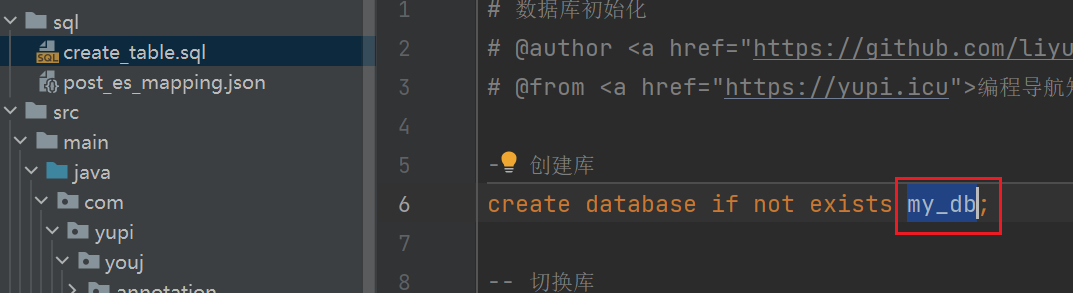 sql
create_table.sql
post_es_mapping.json
src
main
java
com
yupi
youj
annotation
1 # 数据库初始化
2 # @author <a href="https://github.com/liyu
3 # @from <a href="https://yupi.icu">编程导航
4
5 - 创建库
6 create database if not exists my_db;
7
8 -- 切换库